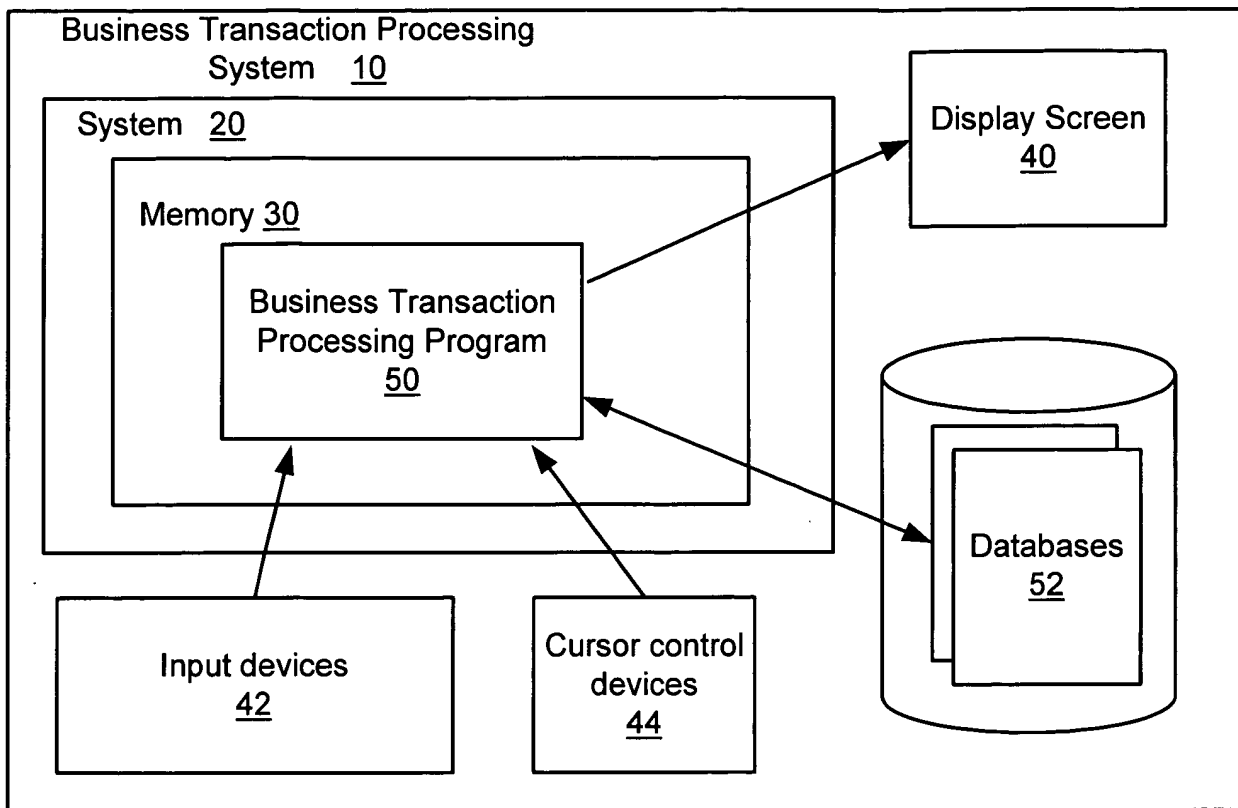 Business Transaction Processing
System 10
System 20
Display Screen
40
Memory 30
Business Transaction
Processing Program
50
Databases
52
Input devices
42
Cursor control
devices
44